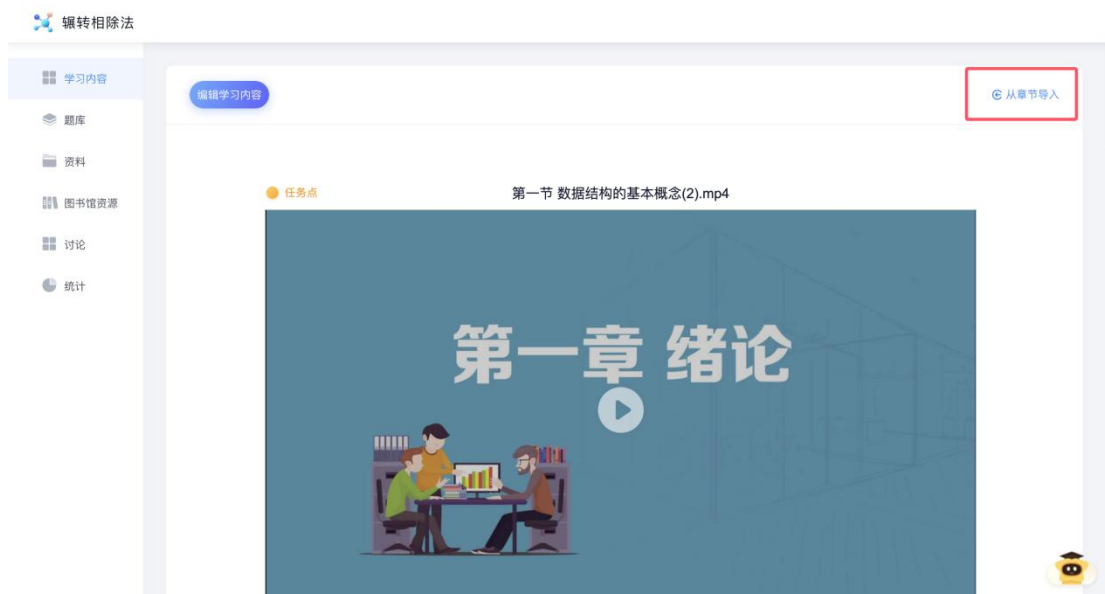 辗转相除法
学习内容
题库
资料
图书馆资源
讨论
统计
编辑学习内容
从章节导入
任务点
第一节 数据结构的基本概念(2).mp4
第一章 绪论